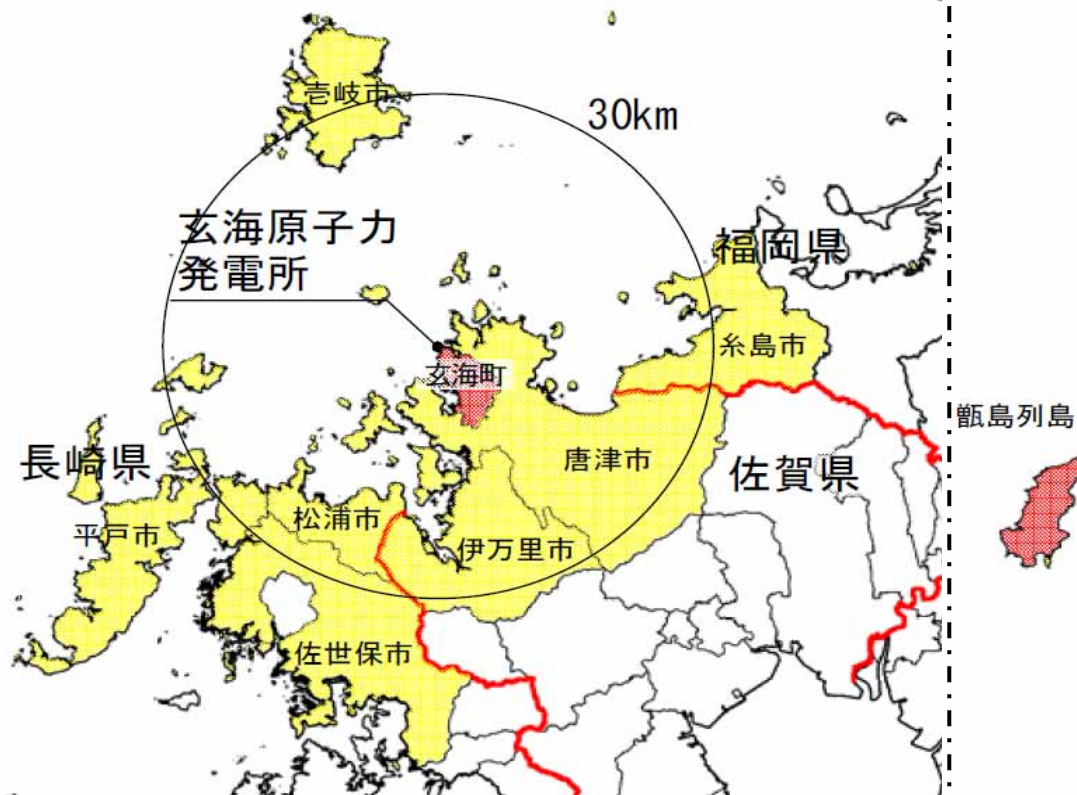 壱岐市
30km
玄海原子力
発電所
福岡県
糸島市
玄海町
甑島列島
長崎県
唐津市
佐賀県
松浦市
平戸市
伊万里市
佐世保市